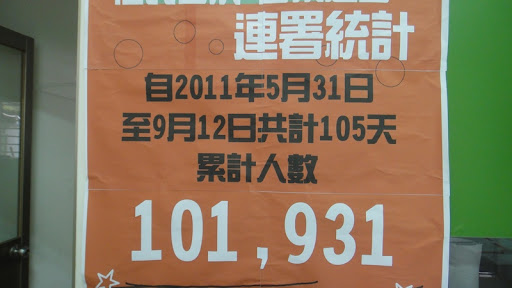 連署統計
自2011年5月31日
至9月12日共計105天
累計人數
101,931